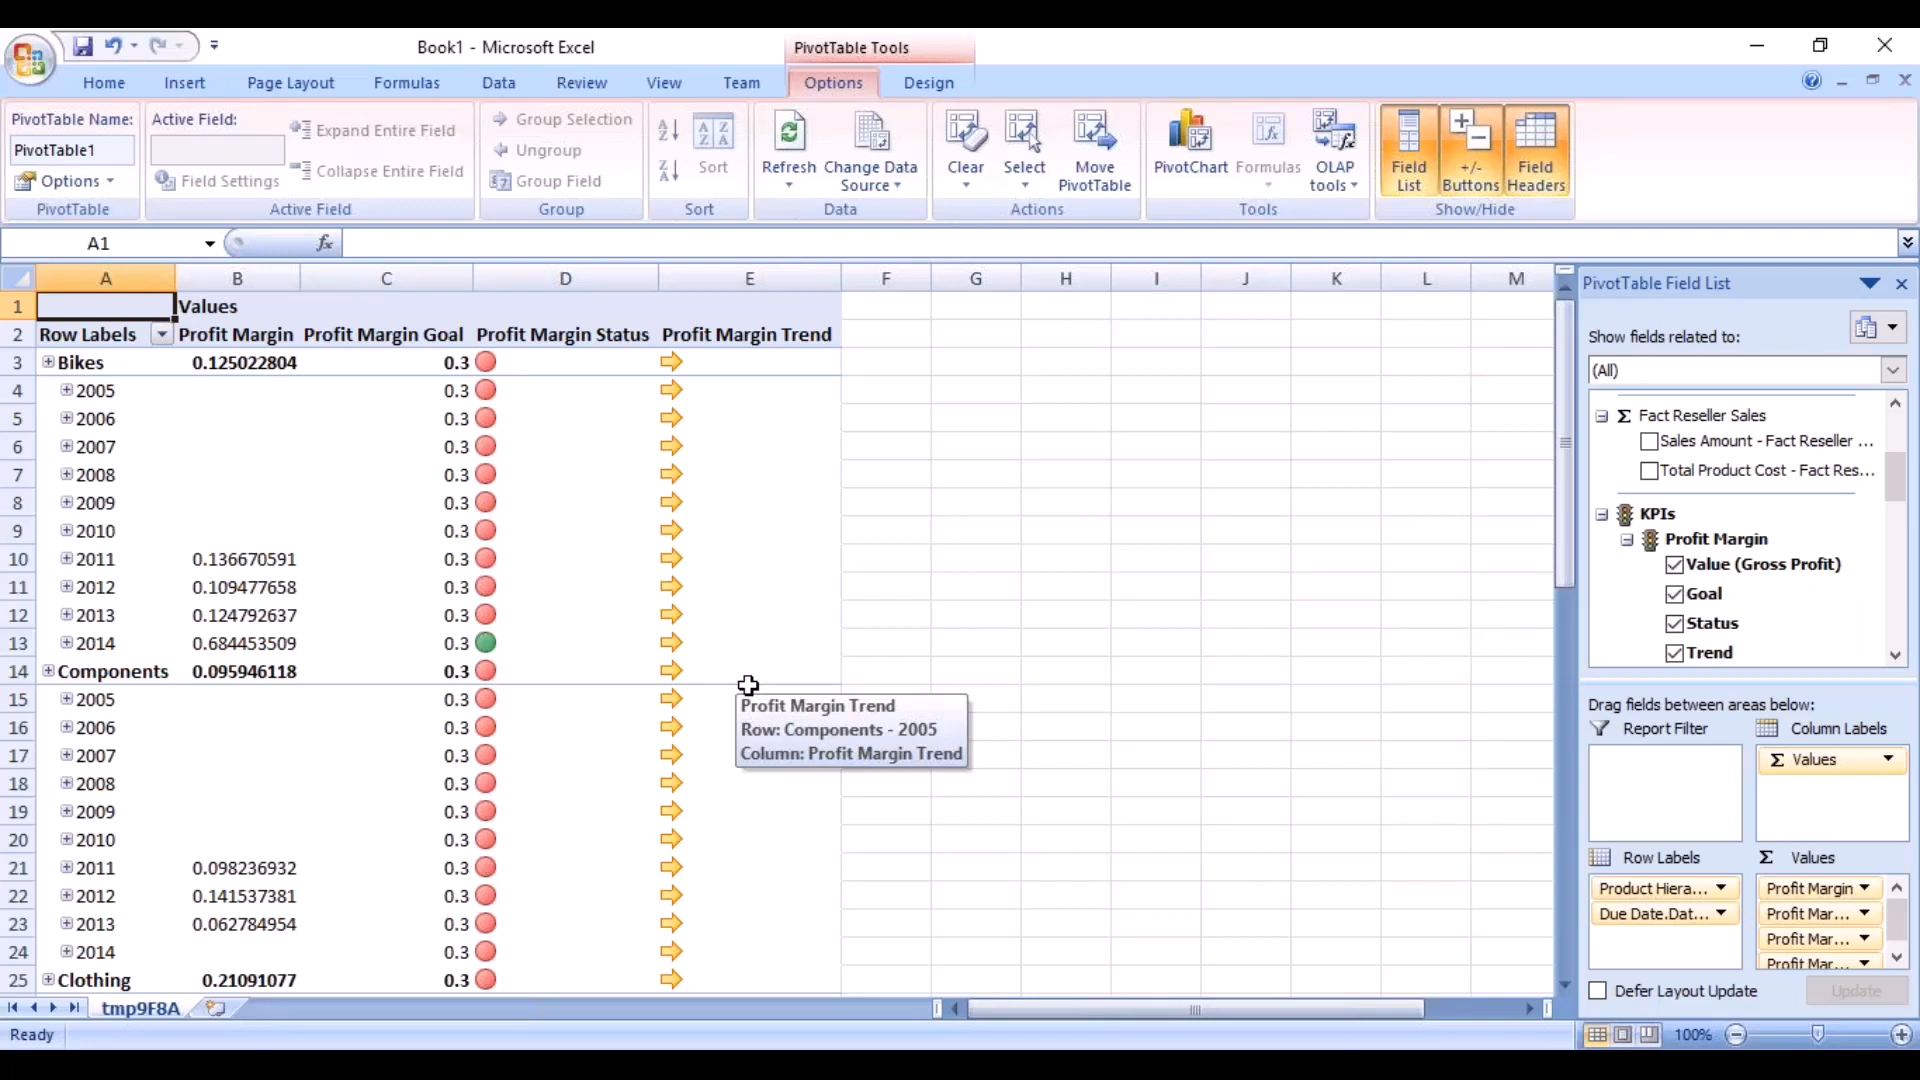 Book1 - Microsoft Excel
PivotTable Tools
Home Insert Page Layout Formulas Data Review View Team Options Design
PivotTable Name:
PivotTable1
Options
PivotTable
Active Field:
Field Settings
Expand Entire Field
Collapse Entire Field
Active Field
Group Selection
Ungroup
Group Field
Group
Sort
Sort
Refresh
Change Data Source
Data
Clear
Select
Move PivotTable
Actions
PivotChart
Formulas
OLAP tools
Tools
Field List
+/- Buttons
Field Headers
Show/Hide
A1
fx
A B C D E F G H I J K L M
1 Values
2 Row Labels Profit Margin Profit Margin Goal Profit Margin Status Profit Margin Trend
3 Bikes 0.125022804 0.3
4 2005 0.3
5 2006 0.3
6 2007 0.3
7 2008 0.3
8 2009 0.3
9 2010 0.3
10 2011 0.136670591 0.3
11 2012 0.109477658 0.3
12 2013 0.124792637 0.3
13 2014 0.684453509 0.3
14 Components 0.095946118 0.3
15 2005 0.3
16 2006 0.3
17 2007 0.3
18 2008 0.3
19 2009 0.3
20 2010 0.3
21 2011 0.098236932 0.3
22 2012 0.141537381 0.3
23 2013 0.062784954 0.3
24 2014 0.3
25 Clothing 0.21091077 0.3
Profit Margin Trend
Row: Components - 2005
Column: Profit Margin Trend
PivotTable Field List
Show fields related to:
(All)
Σ Fact Reseller Sales
Sales Amount - Fact Reseller ...
Total Product Cost - Fact Res...
KPIs
Profit Margin
Value (Gross Profit)
Goal
Status
Trend
Drag fields between areas below:
Report Filter
Column Labels
Σ Values
Row Labels
Σ Values
Product Hiera...
Due Date.Dat...
Profit Margin
Profit Mar...
Profit Mar...
Profit Mar...
Defer Layout Update
Update
tmp9F8A
Ready
100%